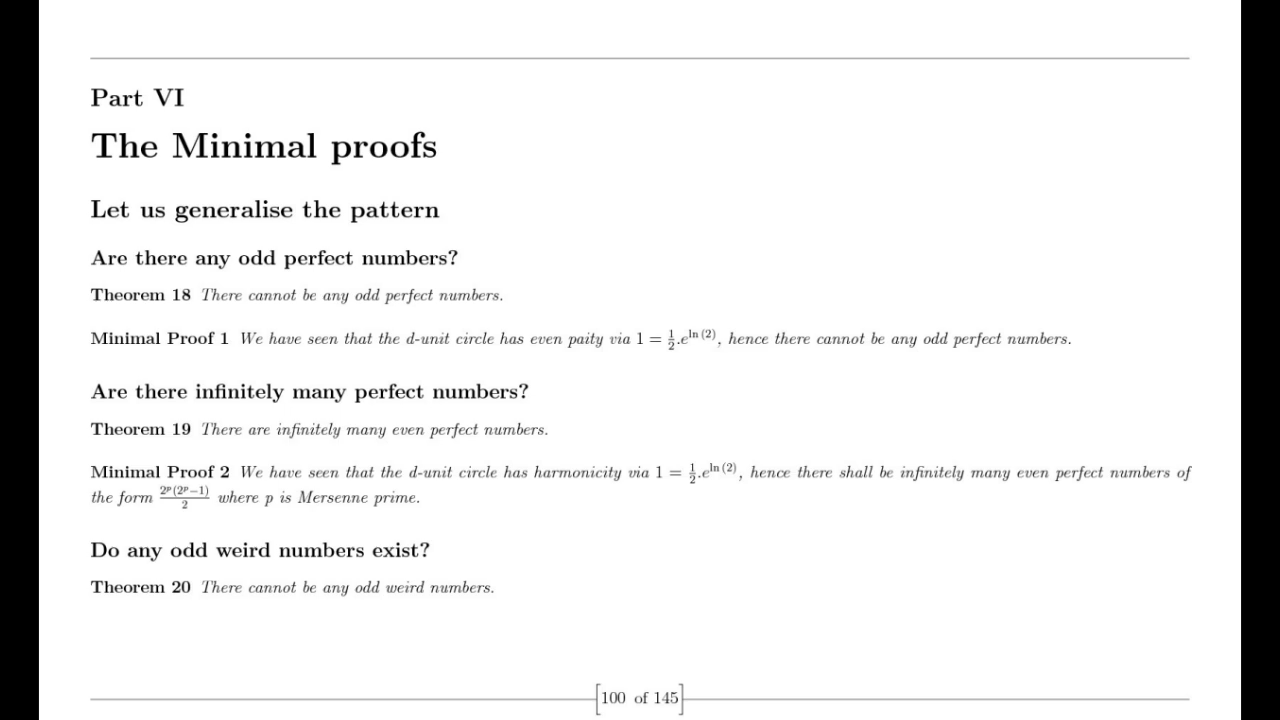 Part VI
The Minimal proofs
Let us generalise the pattern
Are there any odd perfect numbers?
Theorem 18 There cannot be any odd perfect numbers.
Minimal Proof 1 We have seen that the d-unit circle has even paity via 1 = ½.e^{ln (2)}, hence there cannot be any odd perfect numbers.
Are there infinitely many perfect numbers?
Theorem 19 There are infinitely many even perfect numbers.
Minimal Proof 2 We have seen that the d-unit circle has harmonicity via 1 = ½.e^{ln (2)}, hence there shall be infinitely many even perfect numbers of
the form \frac{2^p(2^p−1)}{2} where p is Mersenne prime.
Do any odd weird numbers exist?
Theorem 20 There cannot be any odd weird numbers.
[100 of 145]